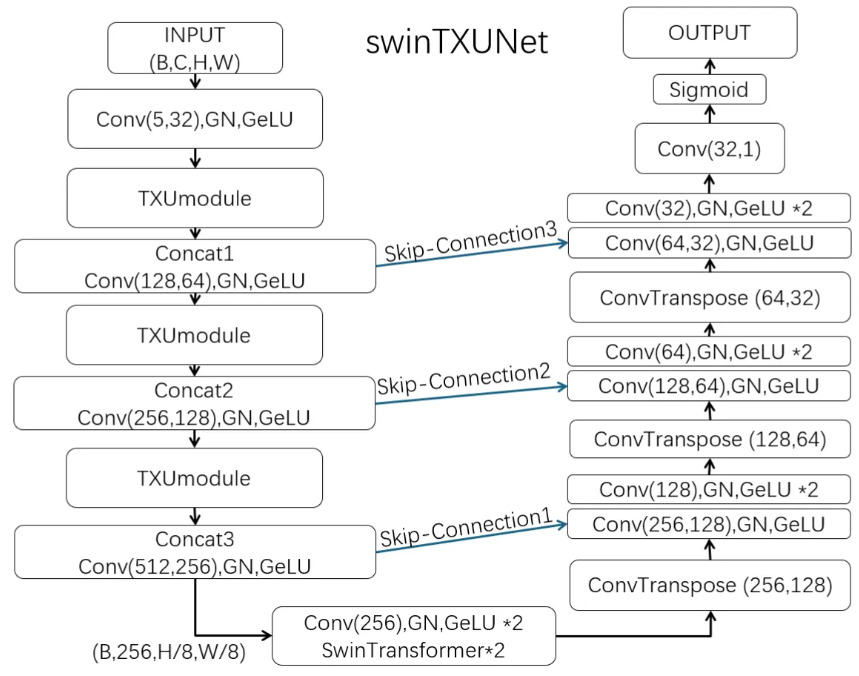 swinTXUNet
INPUT
(B,C,H,W)
Conv(5,32),GN,GeLU
TXUmodule
Concat1
Conv(128,64),GN,GeLU
TXUmodule
Concat2
Conv(256,128),GN,GeLU
TXUmodule
Concat3
Conv(512,256),GN,GeLU
(B,256,H/8,W/8)
Conv(256),GN,GeLU *2
SwinTransformer*2
Skip-Connection3
Skip-Connection2
Skip-Connection1
OUTPUT
Sigmoid
Conv(32,1)
Conv(32),GN,GeLU *2
Conv(64,32),GN,GeLU
ConvTranspose (64,32)
Conv(64),GN,GeLU *2
Conv(128,64),GN,GeLU
ConvTranspose (128,64)
Conv(128),GN,GeLU *2
Conv(256,128),GN,GeLU
ConvTranspose (256,128)